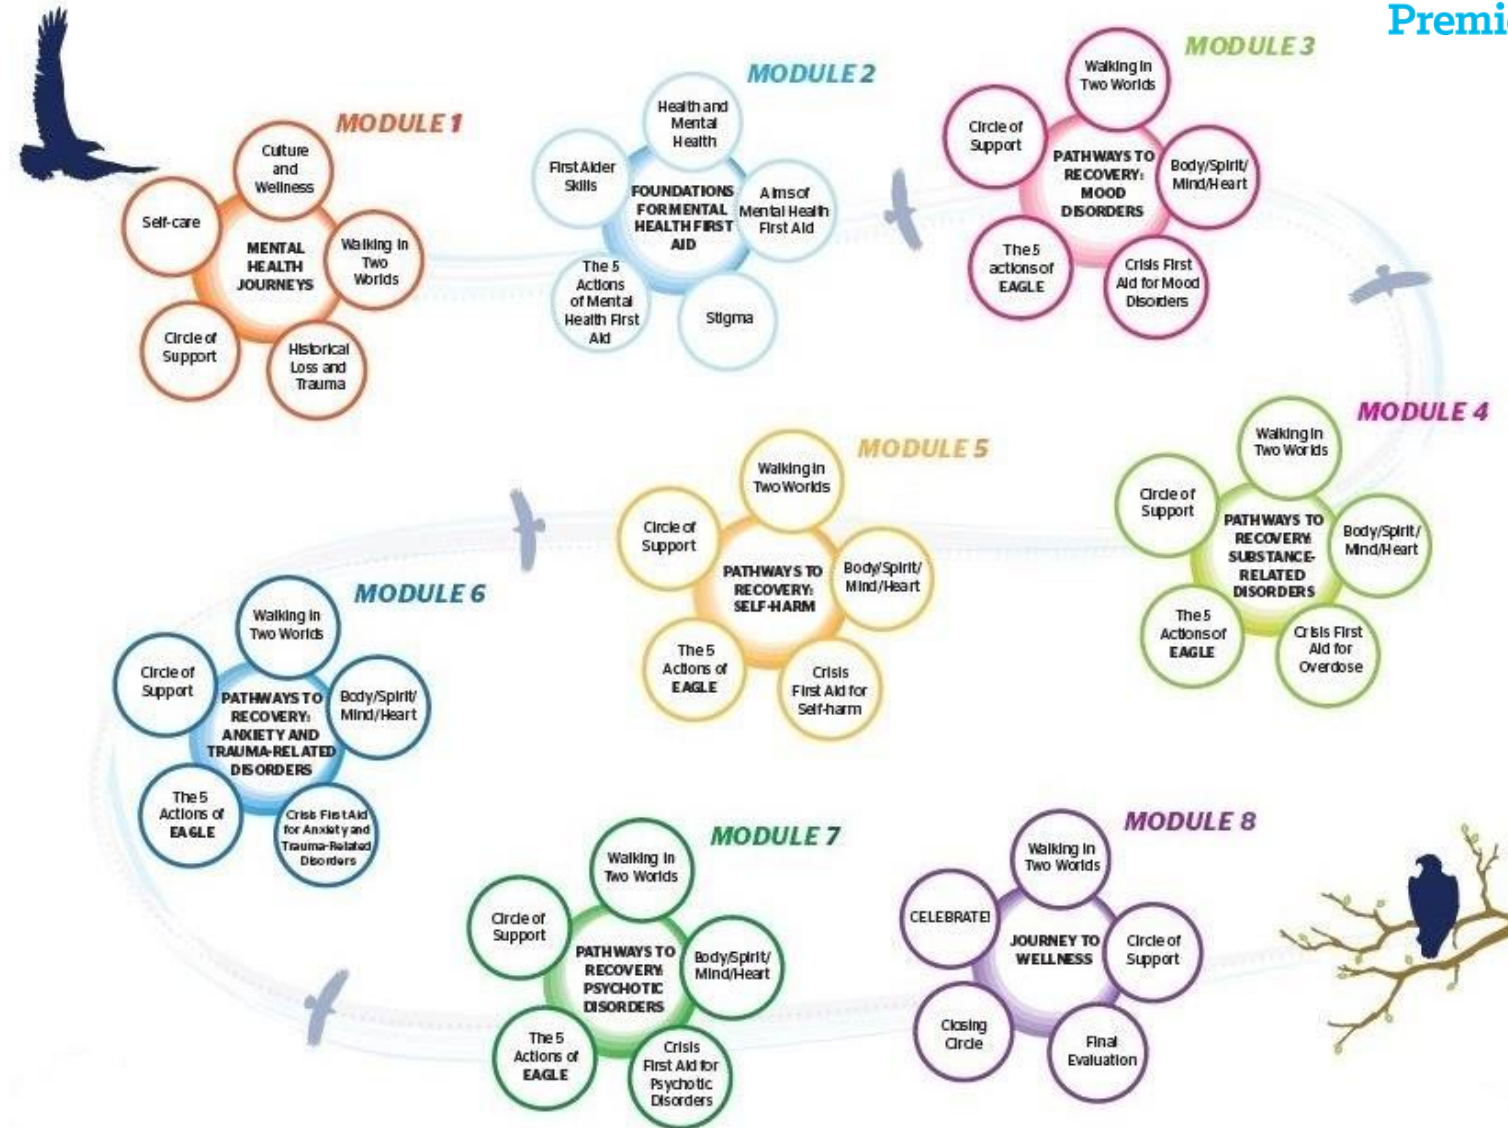 Premi
MODULE 1
Culture
and
Wellness
Self-care
MENTAL
HEALTH
JOURNEYS
Walking in
Two
Worlds
Circle of
Support
Historical
Loss and
Trauma
MODULE 2
Health and
Mental
Health
First Aider
Skills
FOUNDATIONS
FOR MENTAL
HEALTH FIRST
AID
Aims of
Mental Health
First Aid
The 5
Actions
of Mental
Health First
Aid
Stigma
MODULE 3
Walking in
Two Worlds
Circle of
Support
PATHWAYS TO
RECOVERY:
MOOD
DISORDERS
Body/Spirit/
Mind/Heart
The 5
actions of
EAGLE
Crisis First
Aid for Mood
Disorders
MODULE 4
Walking in
Two Worlds
Circle of
Support
PATHWAYS TO
RECOVERY:
SUBSTANCE-
RELATED
DISORDERS
Body/Spirit/
Mind/Heart
The 5
Actions of
EAGLE
Crisis First
Aid for
Overdose
MODULE 5
Walking in
Two Worlds
Circle of
Support
PATHWAYS TO
RECOVERY:
SELF-HARM
Body/Spirit/
Mind/Heart
The 5
Actions of
EAGLE
Crisis
First Aid for
Self-harm
MODULE 6
Walking in
Two Worlds
Circle of
Support
PATHWAYS TO
RECOVERY:
ANXIETY AND
TRAUMA-RELATED
DISORDERS
Body/Spirit/
Mind/Heart
The 5
Actions of
EAGLE
Crisis First Aid
for Anxiety and
Trauma-Related
Disorders
MODULE 7
Walking in
Two Worlds
Circle of
Support
PATHWAYS TO
RECOVERY:
PSYCHOTIC
DISORDERS
Body/Spirit/
Mind/Heart
The 5
Actions of
EAGLE
Crisis
First Aid for
Psychotic
Disorders
MODULE 8
Walking in
Two Worlds
CELEBRATE!
JOURNEY TO
WELLNESS
Circle of
Support
Closing
Circle
Final
Evaluation